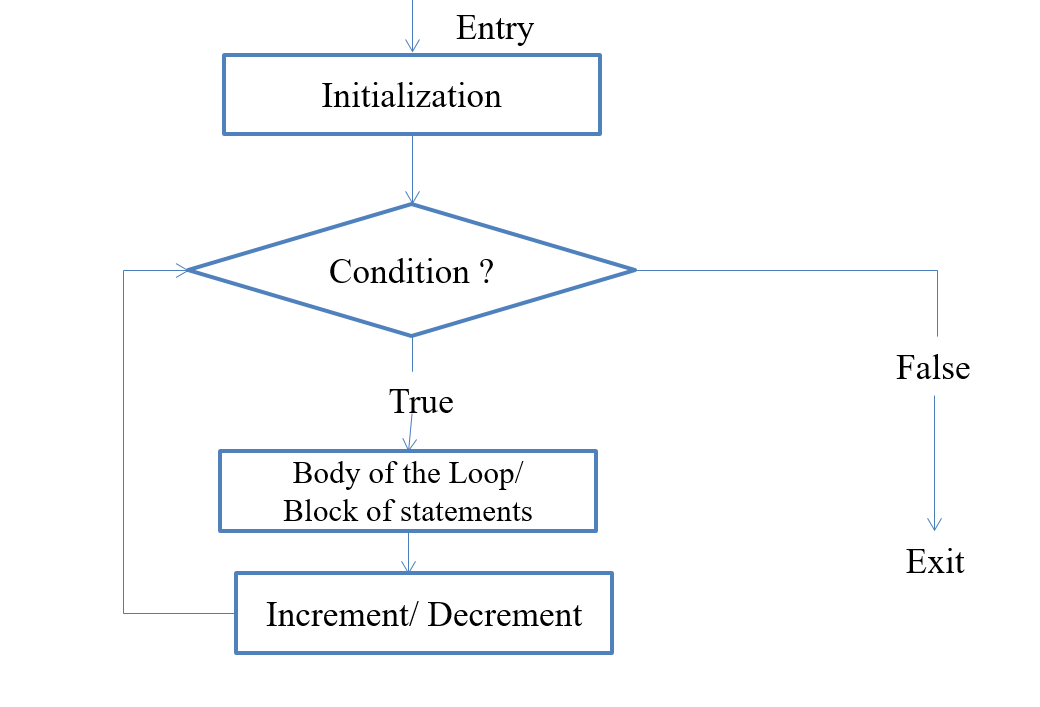 Entry
Initialization
Condition ?
False
True
Body of the Loop/
Block of statements
Exit
Increment/ Decrement